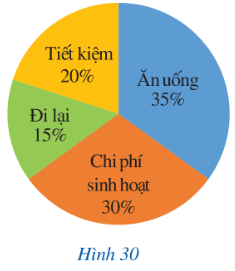 Tiết kiệm
20%
Ăn uống
35%
Đi lại
15%
Chi phí
sinh hoạt
30%
Hình 30